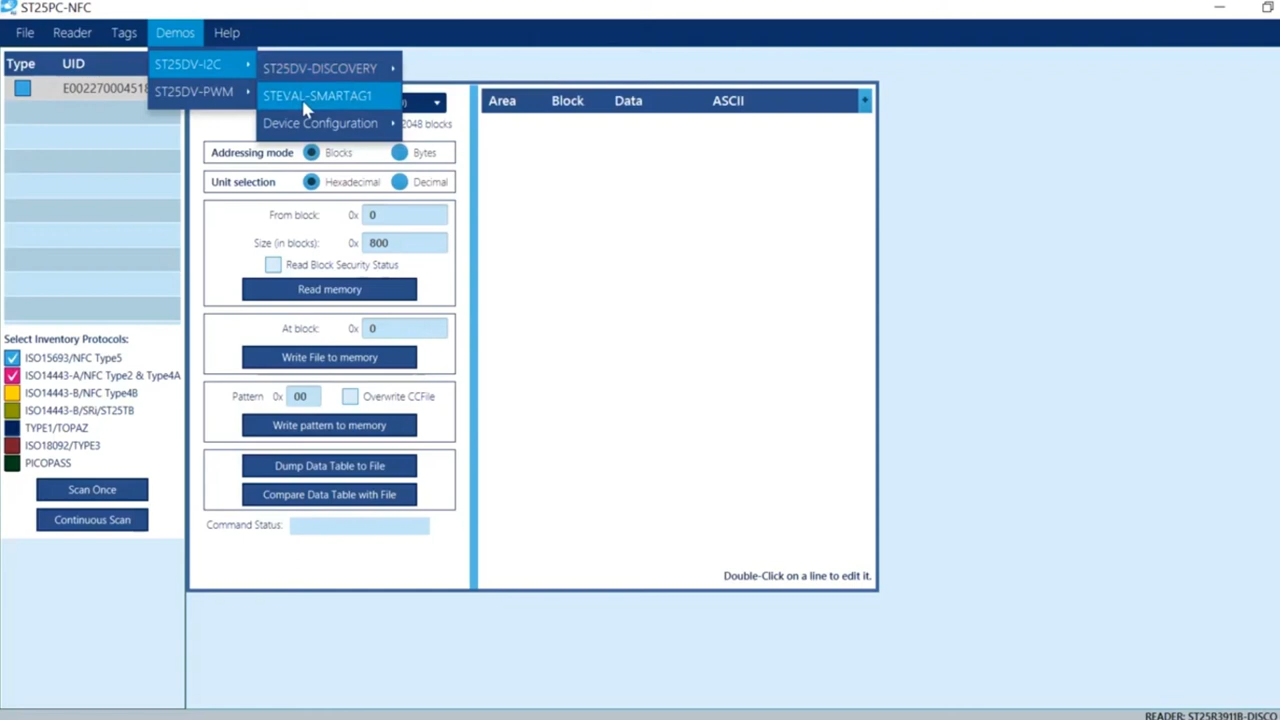 ST25PC-NFC
File Reader Tags Demos Help
Type UID
E002270004518
ST25DV-I2C
ST25DV-PWM
ST25DV-DISCOVERY
STEVAL-SMARTAG1
Device Configuration
2048 blocks
Addressing mode Blocks Bytes
Unit selection Hexadecimal Decimal
From block: 0x 0
Size (in blocks): 0x 800
Read Block Security Status
Read memory
At block: 0x 0
Write File to memory
Pattern 0x 00 Overwrite CCFile
Write pattern to memory
Dump Data Table to File
Compare Data Table with File
Command Status:
Area Block Data ASCII
Double-Click on a line to edit it.
Select Inventory Protocols:
ISO15693/NFC Type5
ISO14443-A/NFC Type2 & Type4A
ISO14443-B/NFC Type4B
ISO14443-B/SRi/ST25TB
TYPE1/TOPAZ
ISO18092/TYPE3
PICOPASS
Scan Once
Continuous Scan
READER: ST25R3911B-DISCO